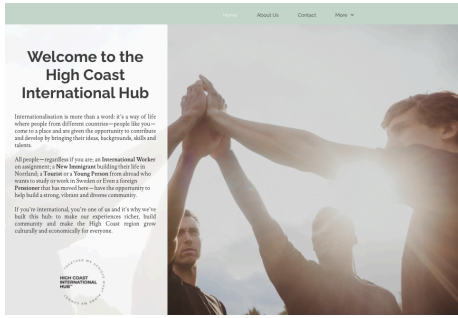 Home About Us Contact More
Welcome to the
High Coast
International Hub
Internationalisation is more than a word: it's a way of life
where people from different countries—people like you—
come to a place and are given the opportunity to contribute
and develop by bringing their ideas, backgrounds, skills and
talents.
All people—regardless if you are; an International Worker
on assignment; a New Immigrant building their life in
Norrland; a Tourist or a Young Person from abroad who
wants to study or work in Sweden or Even a foreign
Pensioner that has moved here—have the opportunity to
help build a strong, vibrant and diverse community.
If you're international, you're one of us and it's why we've
built this hub: to make our experiences richer, build
community and make the High Coast region grow
culturally and economically for everyone.
HIGH COAST
INTERNATIONAL
HUB